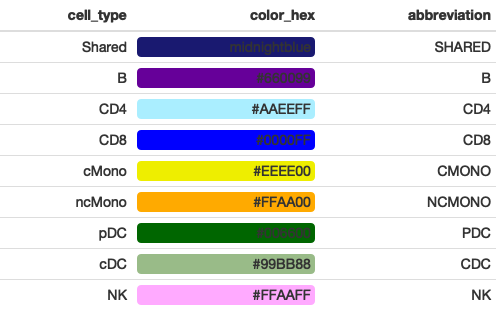 cell_type color_hex abbreviation
Shared midnightblue SHARED
B #660099 B
CD4 #AAEEFF CD4
CD8 #0000FF CD8
cMono #EEEE00 CMONO
ncMono #FFAA00 NCMONO
pDC #006600 PDC
cDC #99BB88 CDC
NK #FFAAFF NK